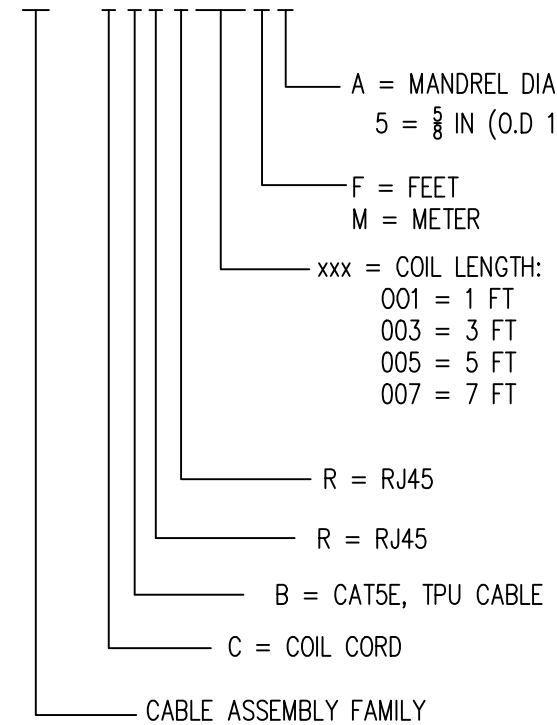 A = MANDREL DIA
5 = 5/8 IN (O.D 1
F = FEET
M = METER
xxx = COIL LENGTH:
001 = 1 FT
003 = 3 FT
005 = 5 FT
007 = 7 FT
R = RJ45
R = RJ45
B = CAT5E, TPU CABLE
C = COIL CORD
CABLE ASSEMBLY FAMILY